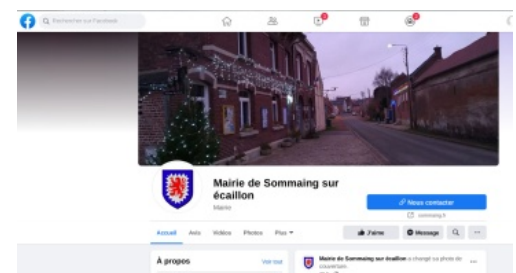 Rechercher sur Facebook
Mairie de Sommaing sur
écaillon
Mairie
Nous contacter
sommaing.fr
Accueil Avis Vidéos Photos Plus
J'aime Message
À propos
Voir tout
Mairie de Sommaing sur écaillon a changé sa photo de
couverture.